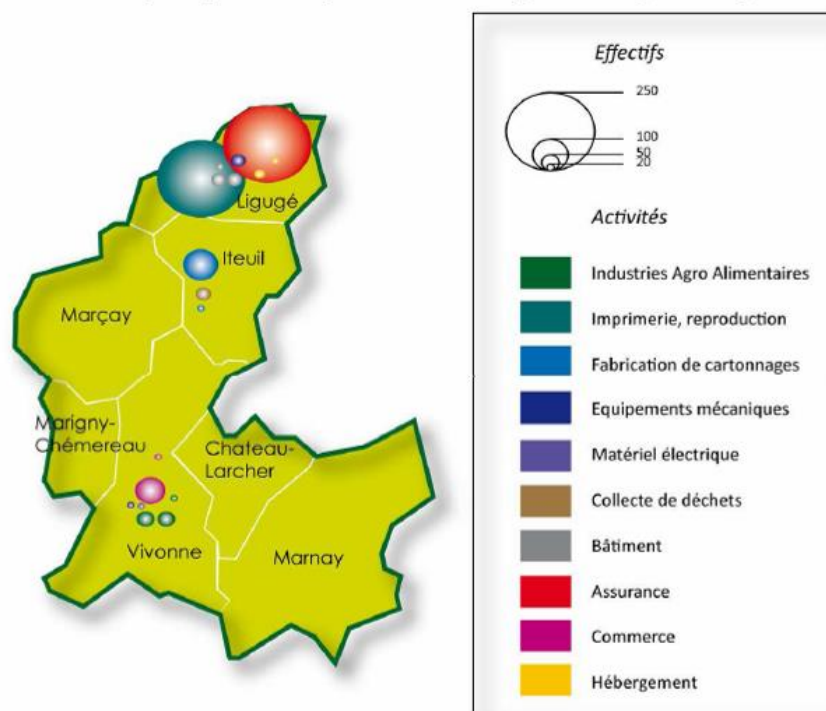 Effectifs
250
100
50
20
Activités
Industries Agro Alimentaires
Imprimerie, reproduction
Fabrication de cartonnages
Equipements mécaniques
Matériel électrique
Collecte de déchets
Bâtiment
Assurance
Commerce
Hébergement
Ligugé
Iteuil
Marçay
Marigny-
Chémereau
Chateau-
Larcher
Vivonne
Marnay